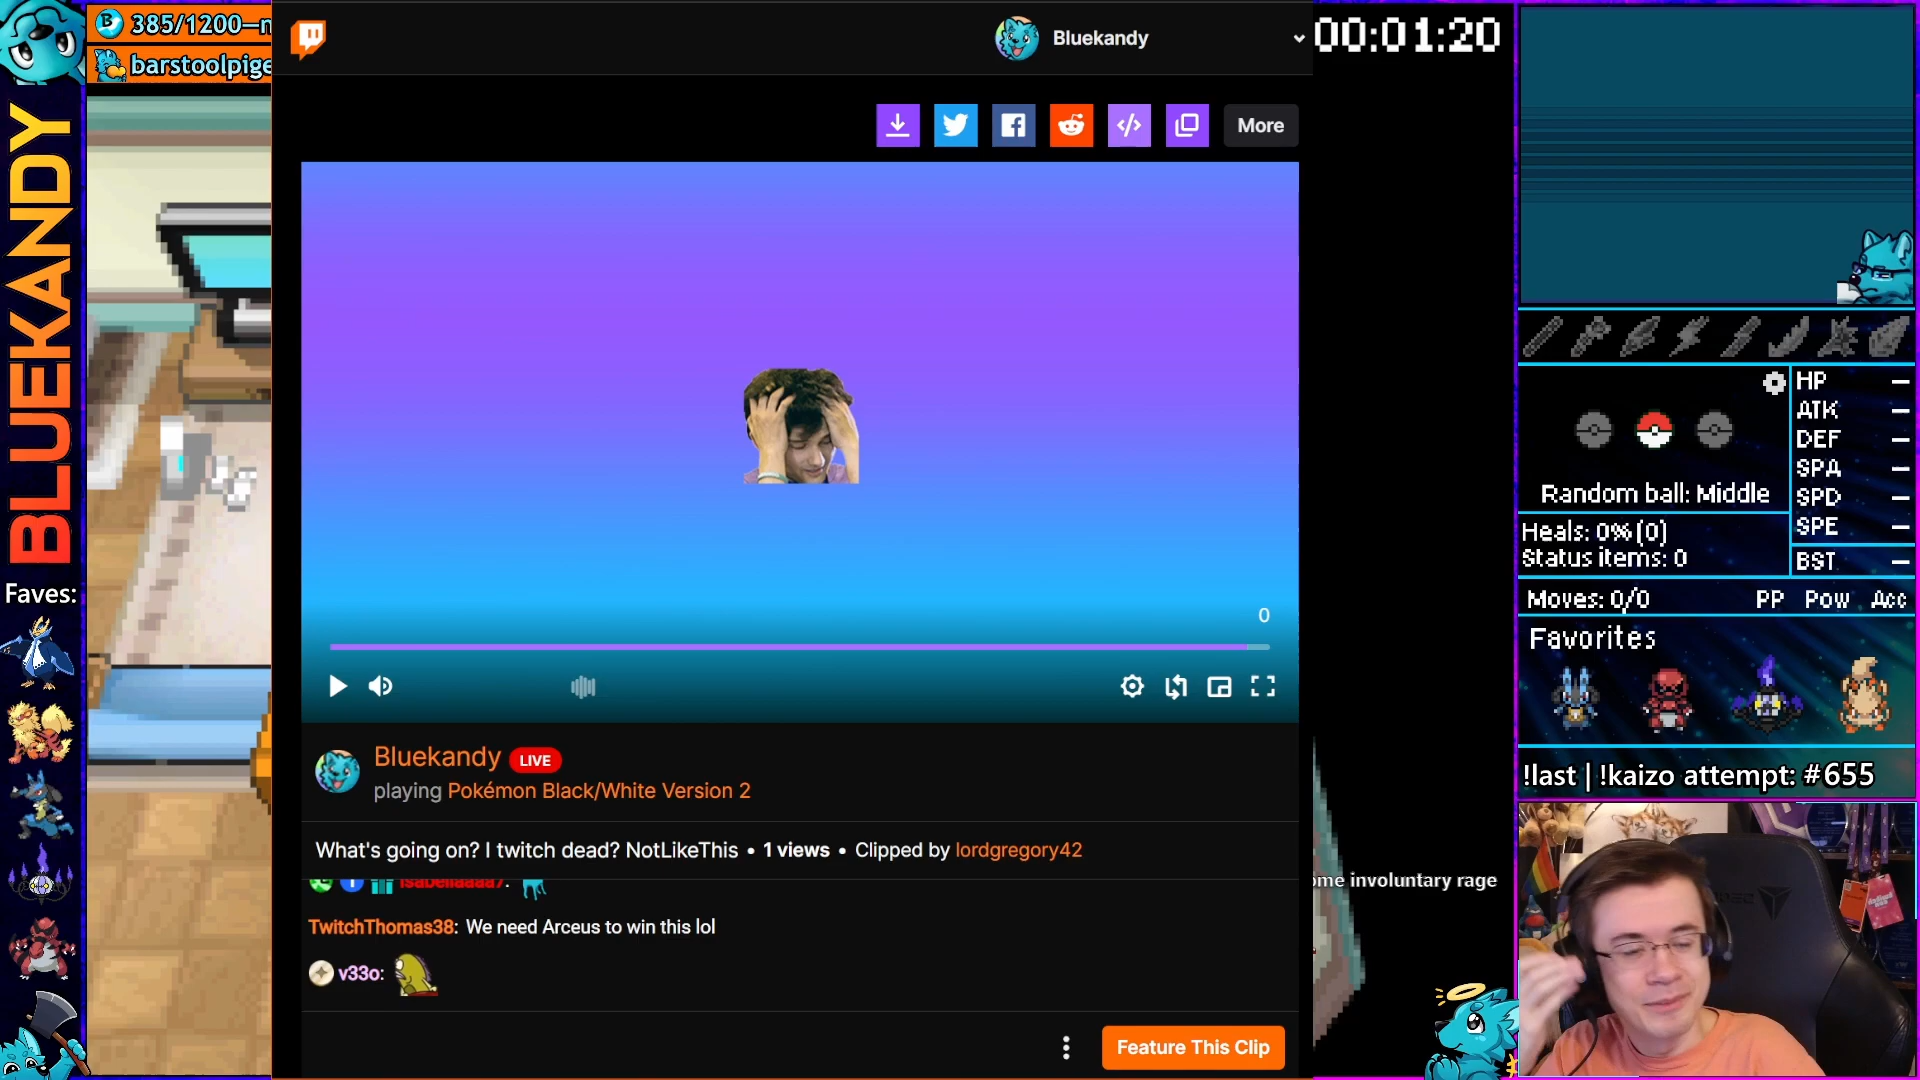 385/1200—n
barstoolpige
BLUEKANDY
Faves:
Bluekandy
00:01:20
More
0
Bluekandy LIVE
playing Pokémon Black/White Version 2
What's going on? I twitch dead? NotLikeThis • 1 views • Clipped by lordgregory42
isabellaaaa7:
TwitchThomas38: We need Arceus to win this lol
v33o:
Feature This Clip
ome involuntary rage
Random ball: Middle
Heals: 0% (0)
Status items: 0
HP —
ATK —
DEF —
SPA —
SPD —
SPE —
BST —
Moves: 0/0 PP Pow Acc
Favorites
!last | !kaizo attempt: #655